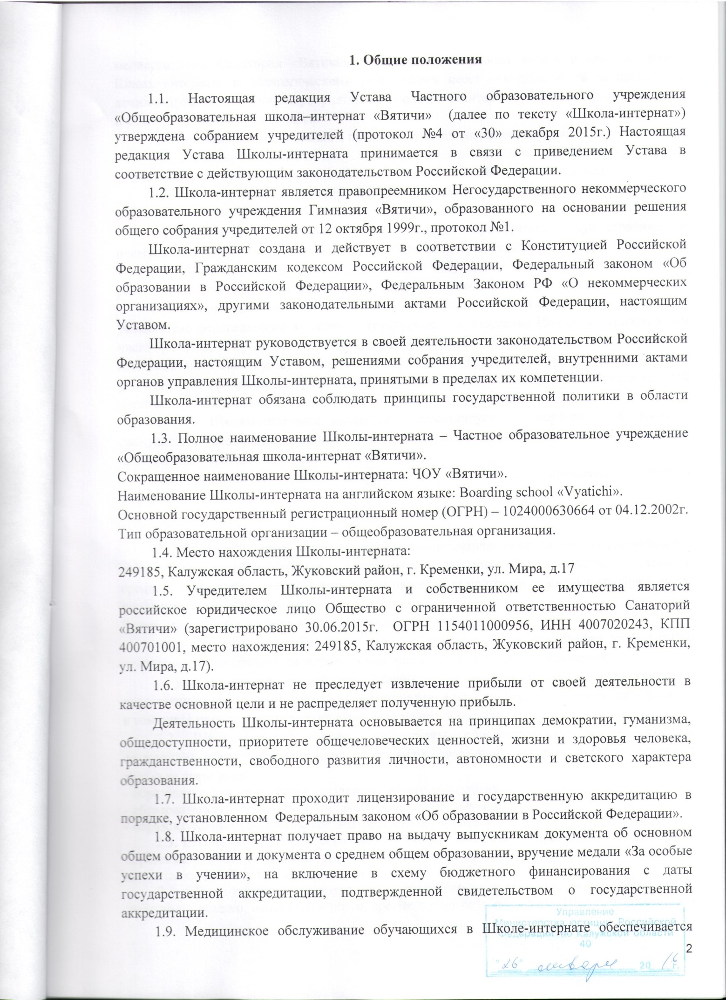 1. Общие положения
1.1. Настоящая редакция Устава Частного образовательного учреждения
«Общеобразовательная школа–интернат «Вятичи» (далее по тексту «Школа-интернат»)
утверждена собранием учредителей (протокол №4 от «30» декабря 2015г.) Настоящая
редакция Устава Школы-интерната принимается в связи с приведением Устава в
соответствие с действующим законодательством Российской Федерации.
1.2. Школа-интернат является правопреемником Негосударственного некоммерческого
образовательного учреждения Гимназия «Вятичи», образованного на основании решения
общего собрания учредителей от 12 октября 1999г., протокол №1.
Школа-интернат создана и действует в соответствии с Конституцией Российской
Федерации, Гражданским кодексом Российской Федерации, Федеральный законом «Об
образовании в Российской Федерации», Федеральным Законом РФ «О некоммерческих
организациях», другими законодательными актами Российской Федерации, настоящим
Уставом.
Школа-интернат руководствуется в своей деятельности законодательством Российской
Федерации, настоящим Уставом, решениями собрания учредителей, внутренними актами
органов управления Школы-интерната, принятыми в пределах их компетенции.
Школа-интернат обязана соблюдать принципы государственной политики в области
образования.
1.3. Полное наименование Школы-интерната – Частное образовательное учреждение
«Общеобразовательная школа-интернат «Вятичи».
Сокращенное наименование Школы-интерната: ЧОУ «Вятичи».
Наименование Школы-интерната на английском языке: Boarding school «Vyatichi».
Основной государственный регистрационный номер (ОГРН) – 1024000630664 от 04.12.2002г.
Тип образовательной организации – общеобразовательная организация.
1.4. Место нахождения Школы-интерната:
249185, Калужская область, Жуковский район, г. Кременки, ул. Мира, д.17
1.5. Учредителем Школы-интерната и собственником ее имущества является
российское юридическое лицо Общество с ограниченной ответственностью Санаторий
«Вятичи» (зарегистрировано 30.06.2015г. ОГРН 1154011000956, ИНН 4007020243, КПП
400701001, место нахождения: 249185, Калужская область, Жуковский район, г. Кременки,
ул. Мира, д.17).
1.6. Школа-интернат не преследует извлечение прибыли от своей деятельности в
качестве основной цели и не распределяет полученную прибыль.
Деятельность Школы-интерната основывается на принципах демократии, гуманизма,
общедоступности, приоритете общечеловеческих ценностей, жизни и здоровья человека,
гражданственности, свободного развития личности, автономности и светского характера
образования.
1.7. Школа-интернат проходит лицензирование и государственную аккредитацию в
порядке, установленном Федеральным законом «Об образовании в Российской Федерации».
1.8. Школа-интернат получает право на выдачу выпускникам документа об основном
общем образовании и документа о среднем общем образовании, вручение медали «За особые
успехи в учении», на включение в схему бюджетного финансирования с даты
государственной аккредитации, подтвержденной свидетельством о государственной
аккредитации.
1.9. Медицинское обслуживание обучающихся в Школе-интернате обеспечивается
2
Управление
Министерства юстиции Российской
Федерации по Калужской области
40
"26" января 2016 г.